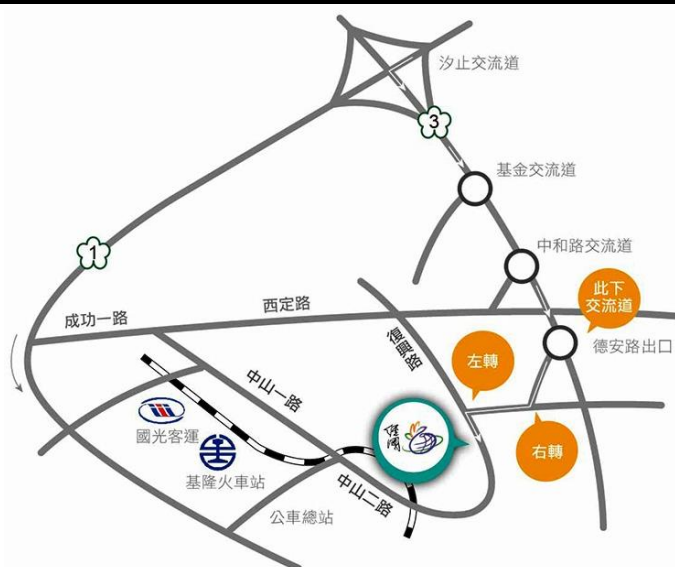 汐止交流道
3
基金交流道
1
中和路交流道
此下
交流道
西定路
成功一路
復興路
德安路出口
左轉
中山一路
國光客運
右轉
基隆火車站
中山二路
公車總站